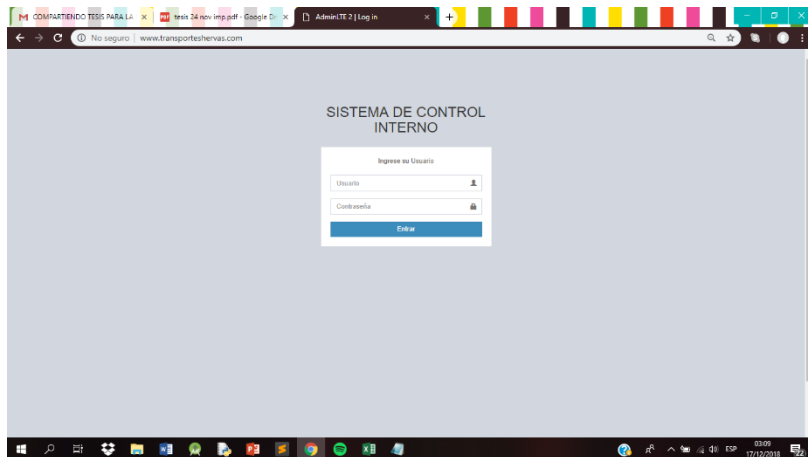 COMPARTIENDO TESIS PARA LA
tesis 24 nov imp.pdf - Google Dr
AdminLTE 2 | Log in
No seguro | www.transporteshervas.com
SISTEMA DE CONTROL
INTERNO
Ingrese su Usuario
Usuario
Contraseña
Entrar
ESP
03:09
17/12/2018
22